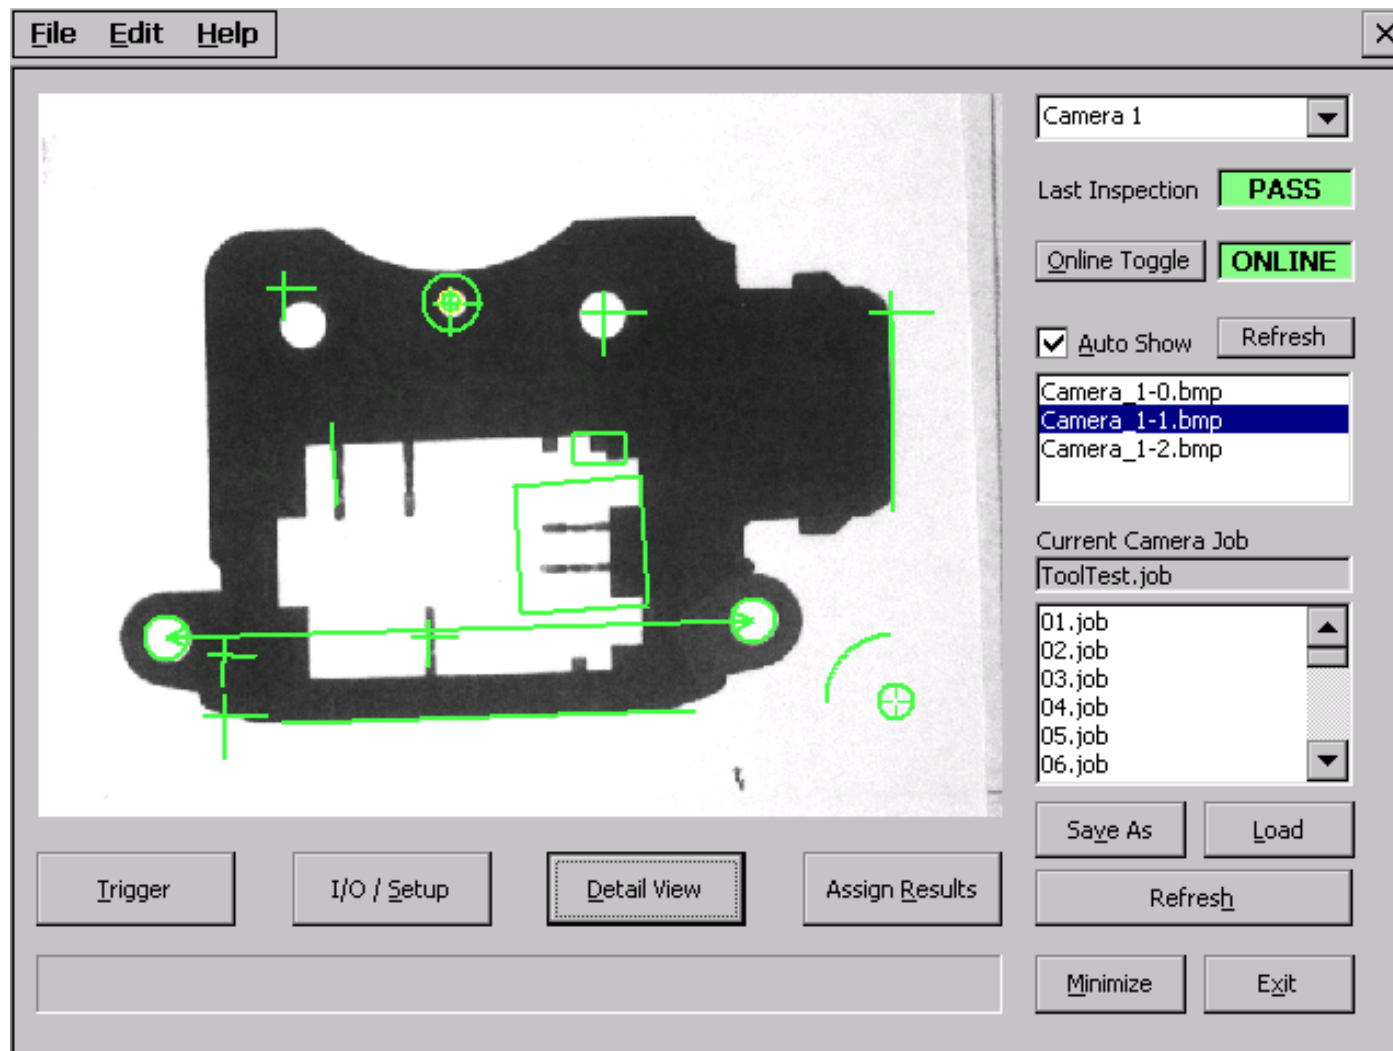 File Edit Help
Camera 1
Last Inspection PASS
Online Toggle ONLINE
Auto Show Refresh
Camera_1-0.bmp
Camera_1-1.bmp
Camera_1-2.bmp
Current Camera Job
ToolTest.job
01.job
02.job
03.job
04.job
05.job
06.job
Save As Load
Trigger I/O / Setup Detail View Assign Results Refresh
Minimize Exit